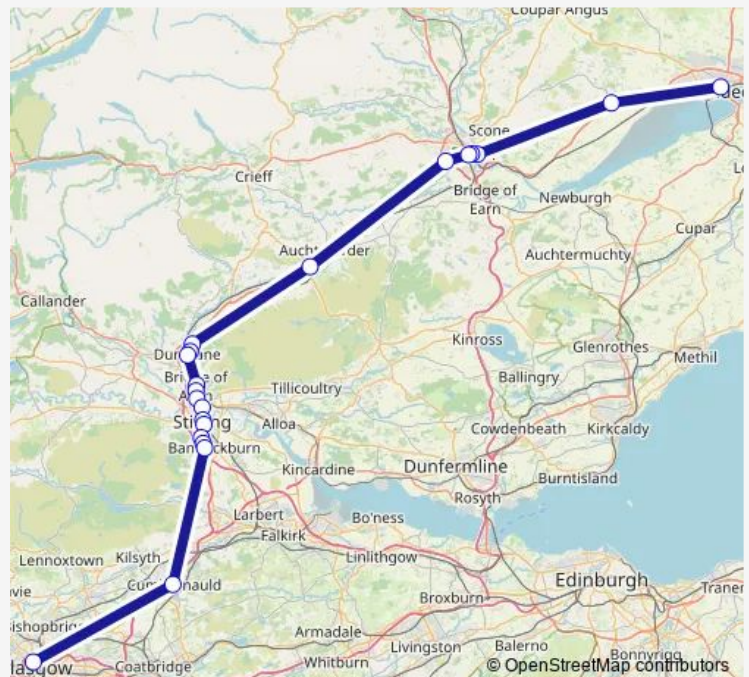 Coupar Angus
Scone
Crieff
Bridge of
Earn
Newburgh
Cupar
Auchtermuchty
Callander
Kinross
Glenrothes
Methil
Ballingry
Tillicoultry
Alloa
Cowdenbeath
Kirkcaldy
Kincardine
Dunfermline
Burntisland
Rosyth
Larbert
Bo'ness
Falkirk
Lennoxtown
Kilsyth
Linlithgow
Edinburgh
Broxburn
Armadale
Livingston
Balerno
Coatbridge
Whitburn
Bonnyrigg
© OpenStreetMap contributors